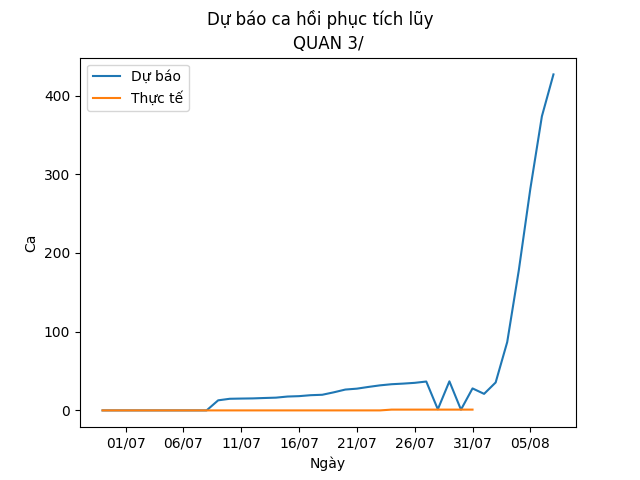 Dự báo ca hồi phục tích lũy
QUAN 3/
Dự báo
Thực tế
400
300
200
100
0
Ca
01/07 06/07 11/07 16/07 21/07 26/07 31/07 05/08
Ngày